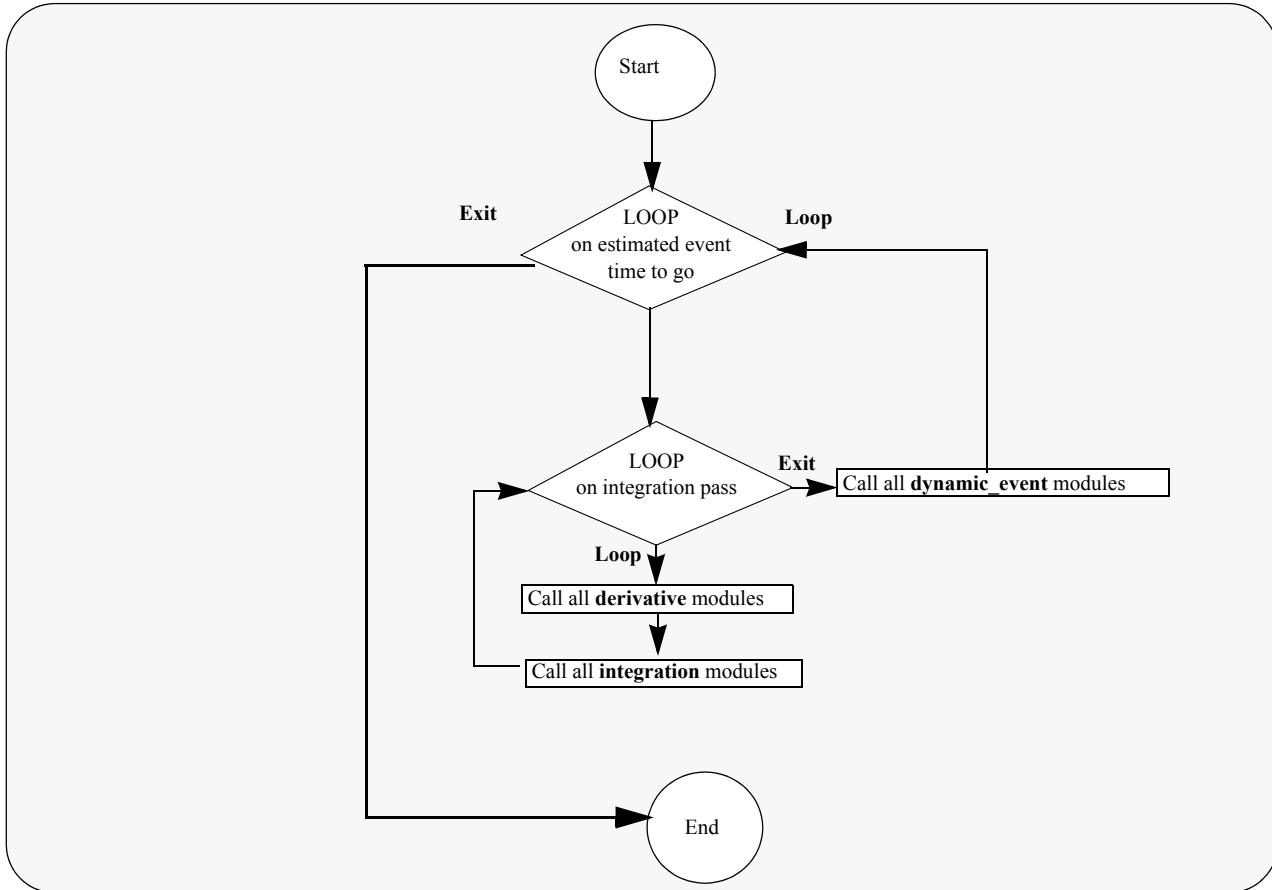 Start
Exit
LOOP
on estimated event
time to go
Loop
LOOP
on integration pass
Exit
Call all dynamic_event modules
Loop
Call all derivative modules
Call all integration modules
End